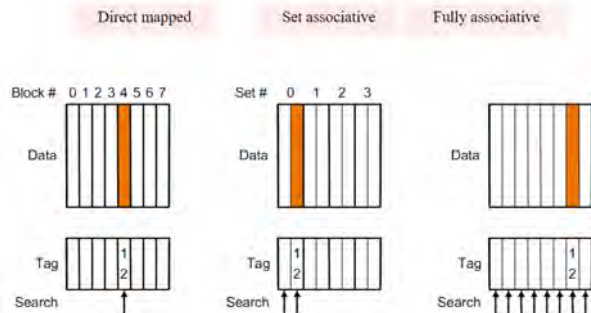 Direct mapped Set associative Fully associative
Block # 0 1 2 3 4 5 6 7 Set # 0 1 2 3
Data Data Data
Tag 1 2 Tag 1 2 Tag 1 2
Search Search Search